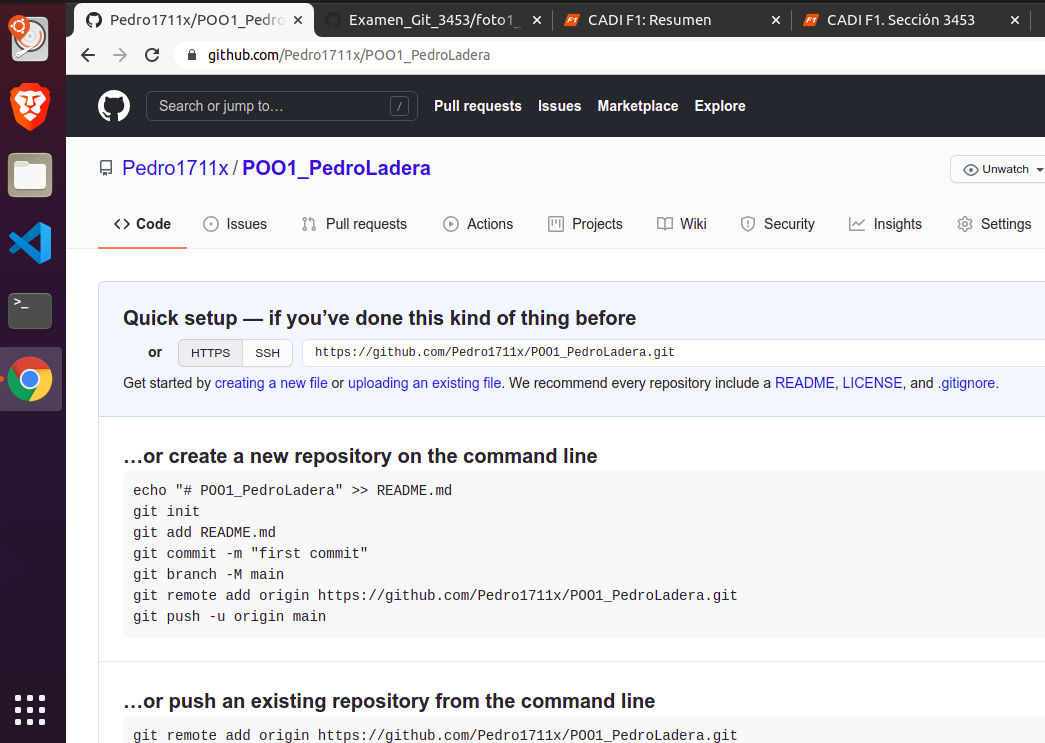 Pedro1711x/POO1_Pedro
Examen_Git_3453/foto1_
CADI F1: Resumen
CADI F1. Sección 3453
github.com/Pedro1711x/POO1_PedroLadera
Search or jump to…
/
Pull requests
Issues
Marketplace
Explore
Pedro1711x / POO1_PedroLadera
Unwatch
Code
Issues
Pull requests
Actions
Projects
Wiki
Security
Insights
Settings
Quick setup — if you’ve done this kind of thing before
or
HTTPS
SSH
https://github.com/Pedro1711x/POO1_PedroLadera.git
Get started by creating a new file or uploading an existing file. We recommend every repository include a README, LICENSE, and .gitignore.
…or create a new repository on the command line
echo "# POO1_PedroLadera" >> README.md
git init
git add README.md
git commit -m "first commit"
git branch -M main
git remote add origin https://github.com/Pedro1711x/POO1_PedroLadera.git
git push -u origin main
…or push an existing repository from the command line
git remote add origin https://github.com/Pedro1711x/POO1_PedroLadera.git